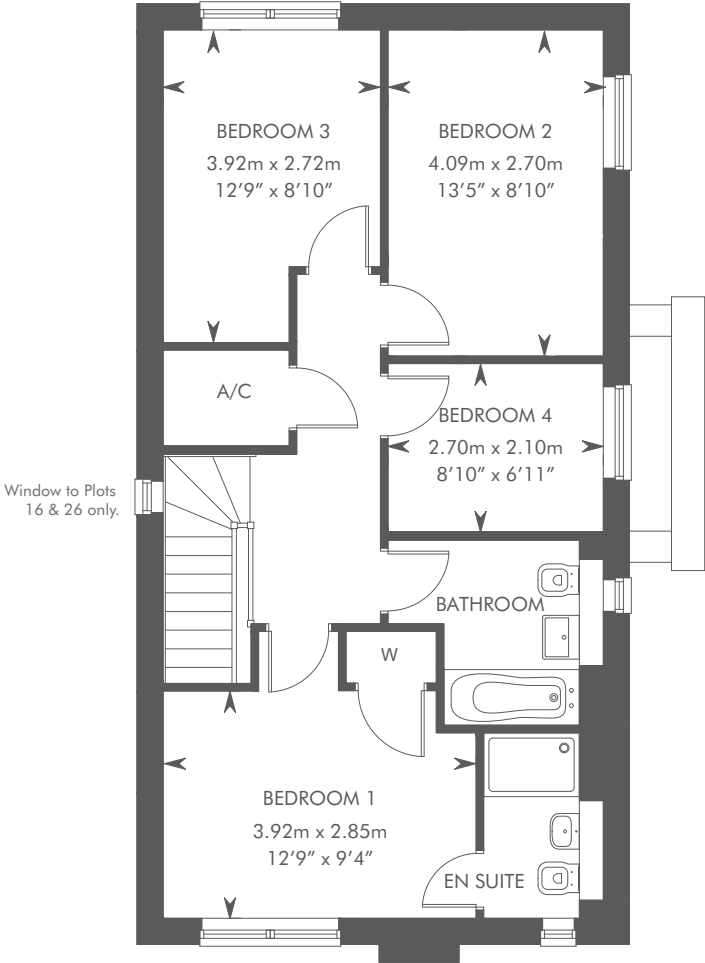 BEDROOM 3
3.92m x 2.72m
12’9” x 8’10”
BEDROOM 2
4.09m x 2.70m
13’5” x 8’10”
A/C
BEDROOM 4
2.70m x 2.10m
8’10” x 6’11”
Window to Plots
16 & 26 only.
BATHROOM
W
BEDROOM 1
3.92m x 2.85m
12’9” x 9’4”
EN SUITE